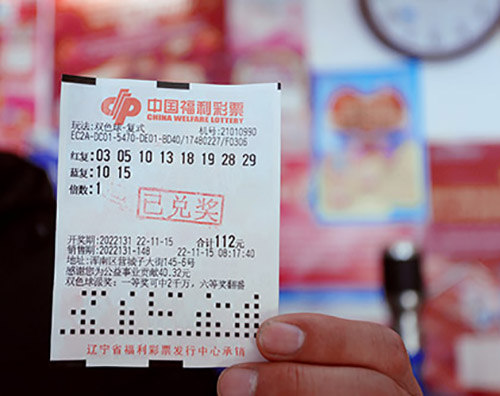 中国福利彩票
CHINA WELFARE LOTTERY
玩法:双色球-复式 机号:21010990
EC2A-DC01-5470-DE01-BD40/17480227/F0306
红复:03 05 10 13 18 19 28 29
蓝复:10 15
倍数:1
已兑奖
开奖期:2022131 22-11-15 合计112元
销售期:2022131-148 22-11-15 08:17:40
地址:浑南区营城子大街145-6号
感谢您为公益事业贡献40.32元
双色球派奖:一等奖可中2千万,六等奖翻番
辽宁省福利彩票发行中心承销